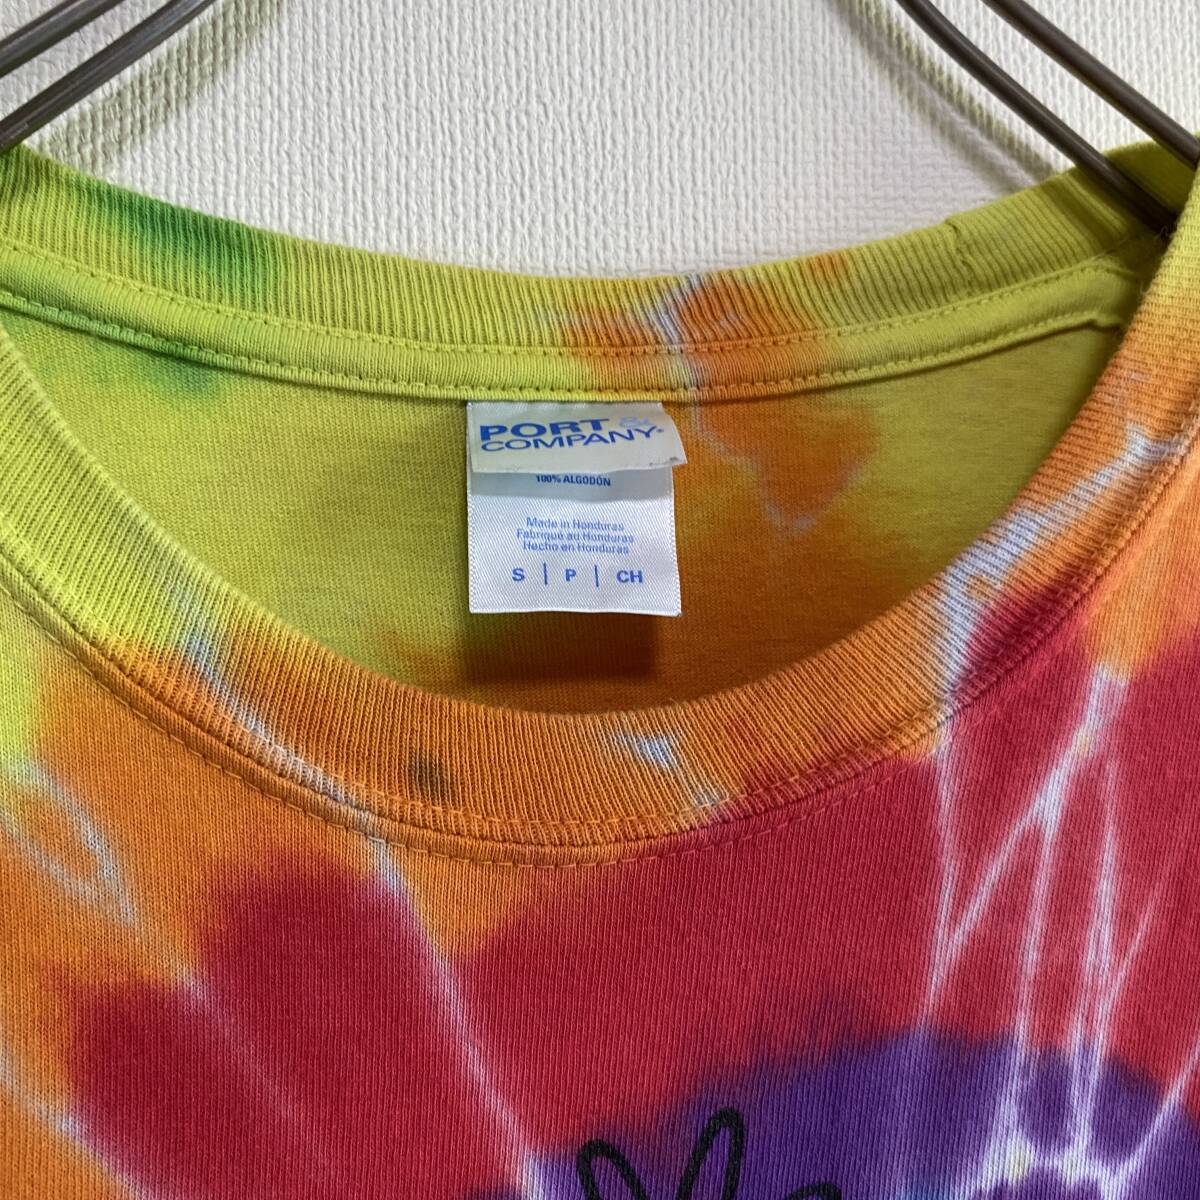 PORT &
COMPANY®
100% ALGODÓN
Made in Honduras
Fabriqué au Honduras
Hecho en Honduras
S | P | CH